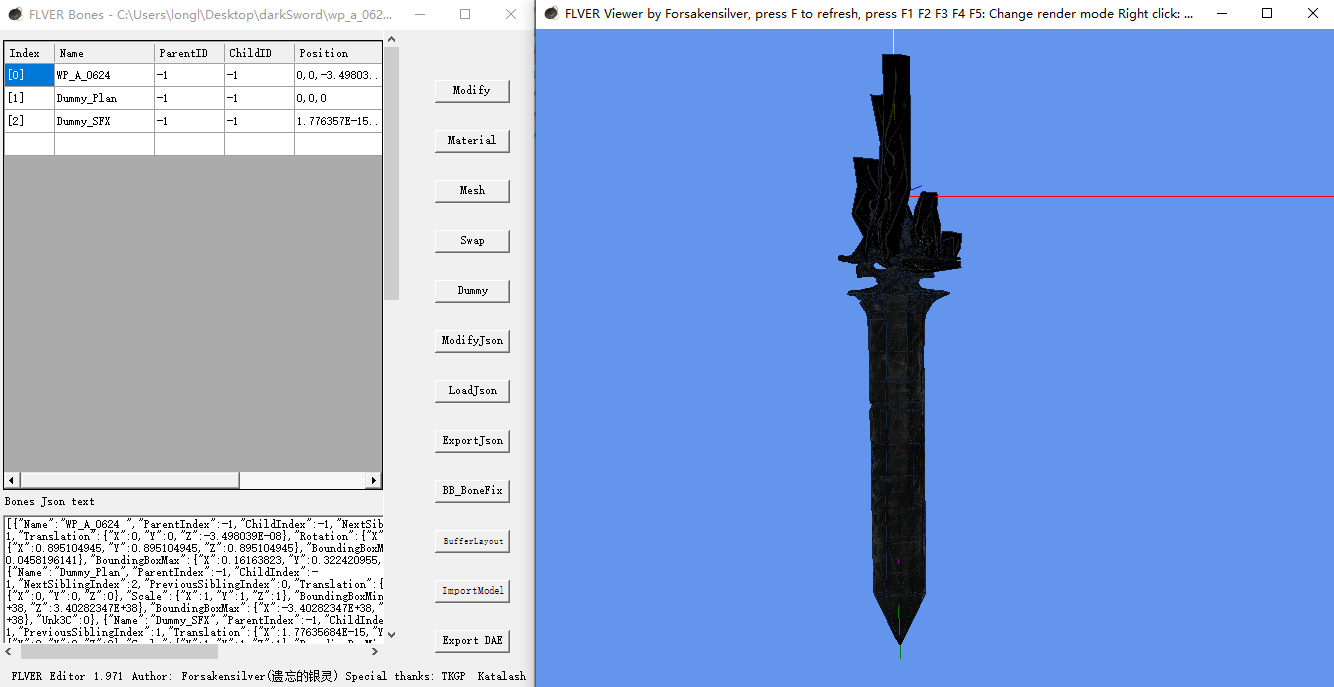 FLVER Bones - C:\Users\longl\Desktop\darkSword\wp_a_062...
FLVER Viewer by Forsakensilver, press F to refresh, press F1 F2 F3 F4 F5: Change render mode Right click: ...
Index Name ParentID ChildID Position
[0] WP_A_0624 -1 -1 0,0,-3.49803..
[1] Dummy_Plan -1 -1 0,0,0
[2] Dummy_SFX -1 -1 1.776357E-15..
Modify
Material
Mesh
Swap
Dummy
ModifyJson
LoadJson
ExportJson
BB_BoneFix
BufferLayout
ImportModel
Export DAE
Bones Json text
[{"Name":"WP_A_0624 ","ParentIndex":-1,"ChildIndex":-1,"NextSib
1,"Translation":{"X":0,"Y":0,"Z":-3.498039E-08},"Rotation":{"X"
{"X":0.895104945,"Y":0.895104945,"Z":0.895104945},"BoundingBoxM
0.0458196141},"BoundingBoxMax":{"X":0.16163823,"Y":0.322420955,
{"Name":"Dummy_Plan","ParentIndex":-1,"ChildIndex":-
1,"NextSiblingIndex":2,"PreviousSiblingIndex":0,"Translation":{
{"X":0,"Y":0,"Z":0},"Scale":{"X":1,"Y":1,"Z":1},"BoundingBoxMin
+38,"Z":3.40282347E+38},"BoundingBoxMax":{"X":-3.40282347E+38,"
+38},"Unk3C":0},{"Name":"Dummy_SFX","ParentIndex":-1,"ChildInde
1,"PreviousSiblingIndex":1,"Translation":{"X":1.77635684E-15,"Y
FLVER Editor 1.971 Author: Forsakensilver(遗忘的银灵) Special thanks: TKGP Katalash